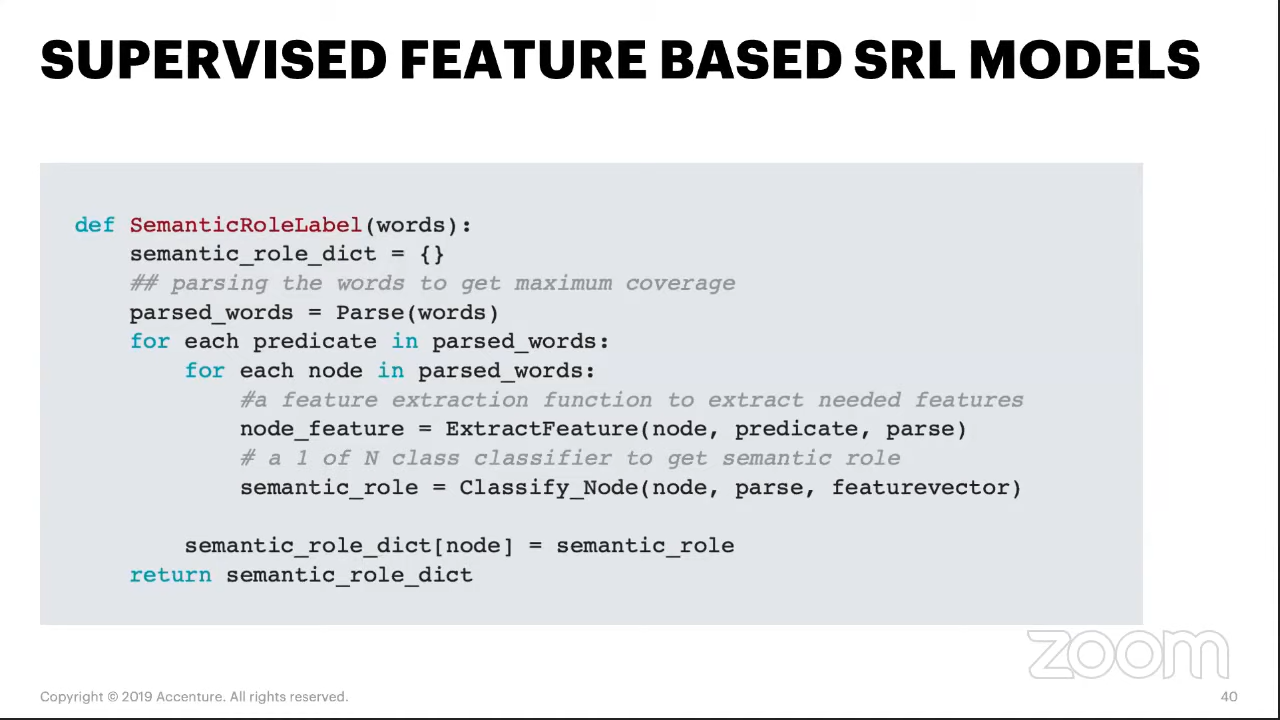 SUPERVISED FEATURE BASED SRL MODELS
def SemanticRoleLabel(words):
semantic_role_dict = {}
## parsing the words to get maximum coverage
parsed_words = Parse(words)
for each predicate in parsed_words:
for each node in parsed_words:
#a feature extraction function to extract needed features
node_feature = ExtractFeature(node, predicate, parse)
# a 1 of N class classifier to get semantic role
semantic_role = Classify_Node(node, parse, featurevector)
semantic_role_dict[node] = semantic_role
return semantic_role_dict
zoom
Copyright © 2019 Accenture. All rights reserved.
40